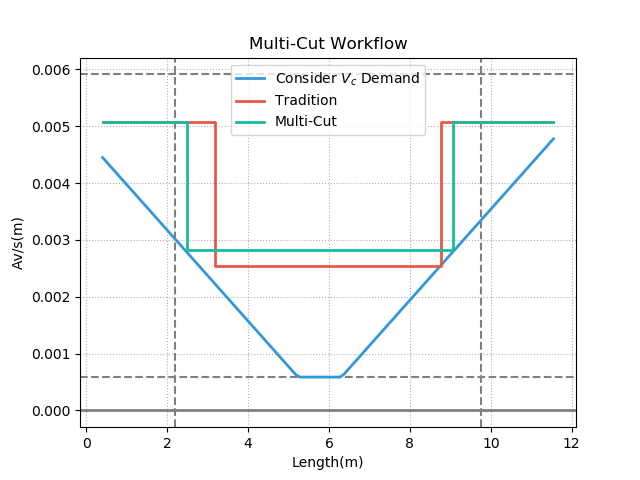 Multi-Cut Workflow
Consider V_c Demand
Tradition
Multi-Cut
Av/s(m)
0.006
0.005
0.004
0.003
0.002
0.001
0.000
0 2 4 6 8 10 12
Length(m)